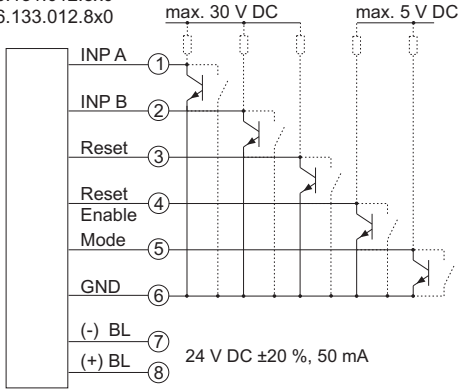 6.133.012.8x0
max. 30 V DC
max. 5 V DC
INP A
1
INP B
2
Reset
3
Reset
Enable
4
Mode
5
GND
6
(-) BL
7
(+) BL
8
24 V DC ±20 %, 50 mA